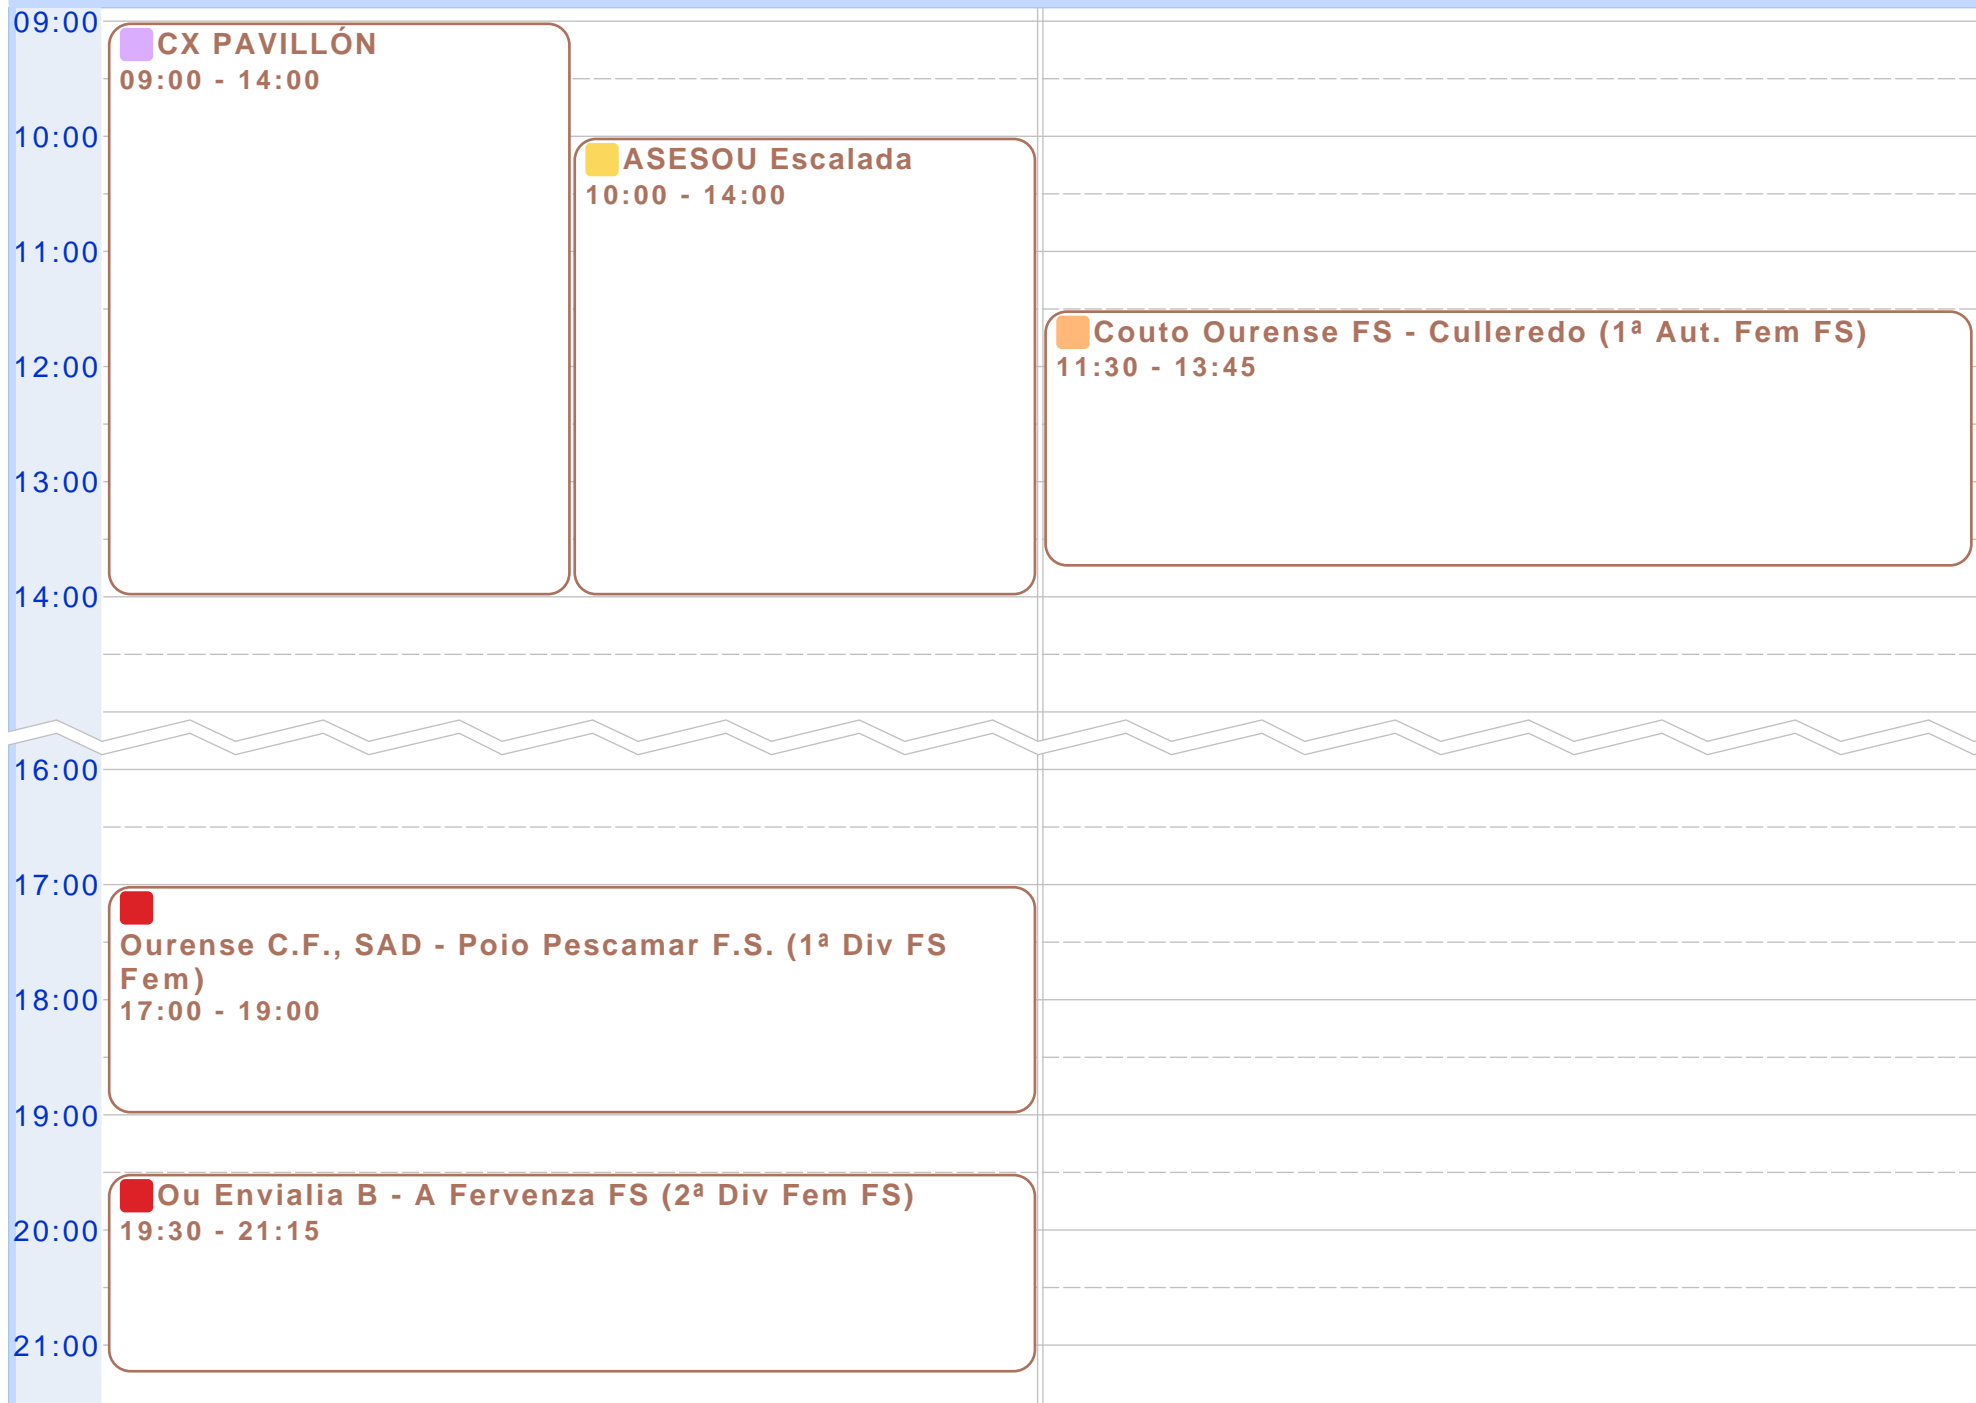 09:00
CX PAVILLÓN
09:00 - 14:00
10:00
ASESOU Escalada
10:00 - 14:00
11:00
Couto Ourense FS - Culleredo (1ª Aut. Fem FS)
11:30 - 13:45
12:00
13:00
14:00
16:00
17:00
Ourense C.F., SAD - Poio Pescamar F.S. (1ª Div FS
Fem)
17:00 - 19:00
18:00
19:00
Ou Envialia B - A Fervenza FS (2ª Div Fem FS)
19:30 - 21:15
20:00
21:00